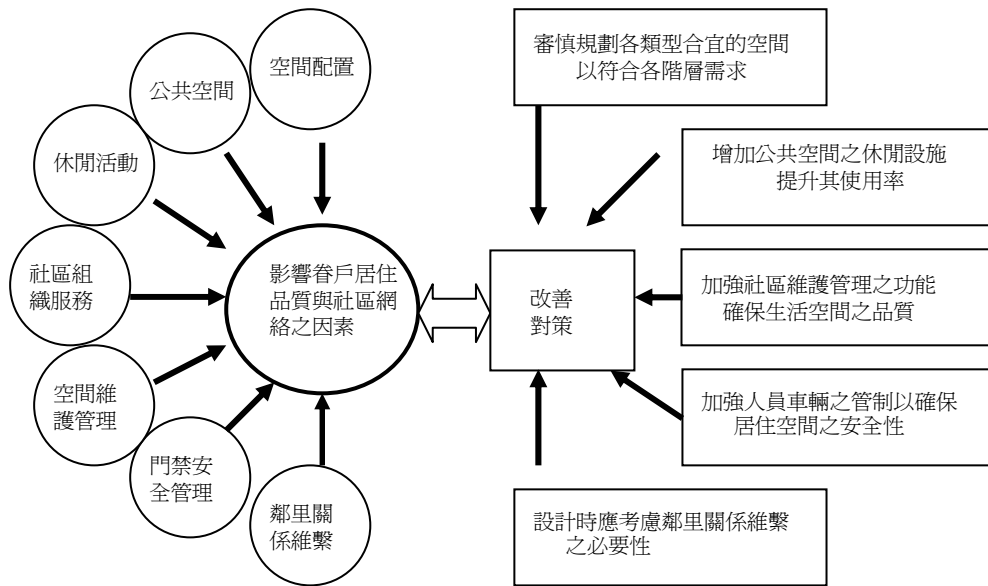 空間配置
公共空間
休閒活動
社區組
織服務
空間維
護管理
門禁安
全管理
鄰里關
係維繫
影響眷戶居住
品質與社區網
絡之因素
改善
對策
審慎規劃各類型合宜的空間
以符合各階層需求
增加公共空間之休閒設施
提升其使用率
加強社區維護管理之功能
確保生活空間之品質
加強人員車輛之管制以確保
居住空間之安全性
設計時應考慮鄰里關係維繫
之必要性